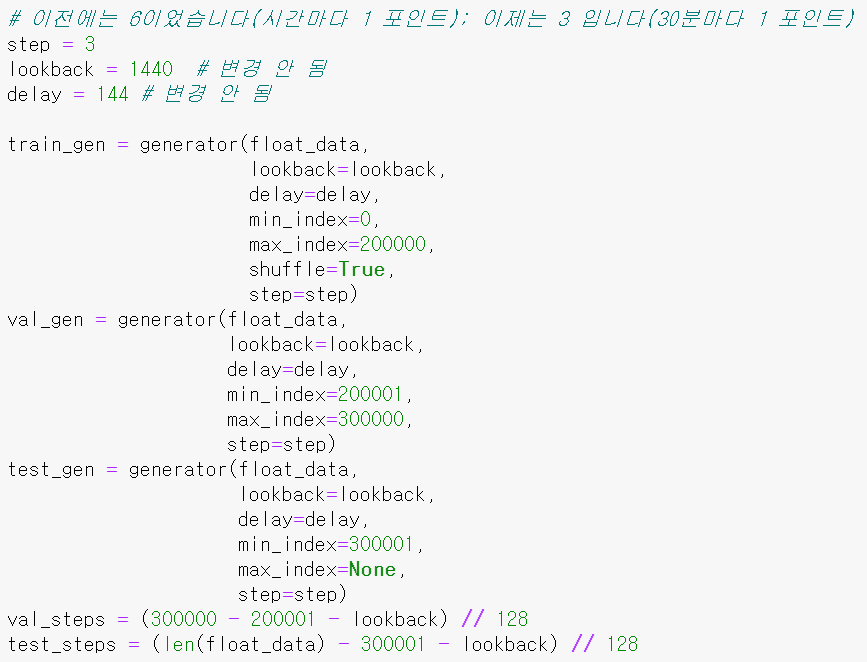 # 이전에는 6이었습니다(시간마다 1 포인트); 이제는 3 입니다(30분마다 1 포인트)
step = 3
lookback = 1440  # 변경 안 됨
delay = 144 # 변경 안 됨

train_gen = generator(float_data,
                      lookback=lookback,
                      delay=delay,
                      min_index=0,
                      max_index=200000,
                      shuffle=True,
                      step=step)
val_gen = generator(float_data,
                    lookback=lookback,
                    delay=delay,
                    min_index=200001,
                    max_index=300000,
                    step=step)
test_gen = generator(float_data,
                     lookback=lookback,
                     delay=delay,
                     min_index=300001,
                     max_index=None,
                     step=step)
val_steps = (300000 - 200001 - lookback) // 128
test_steps = (len(float_data) - 300001 - lookback) // 128